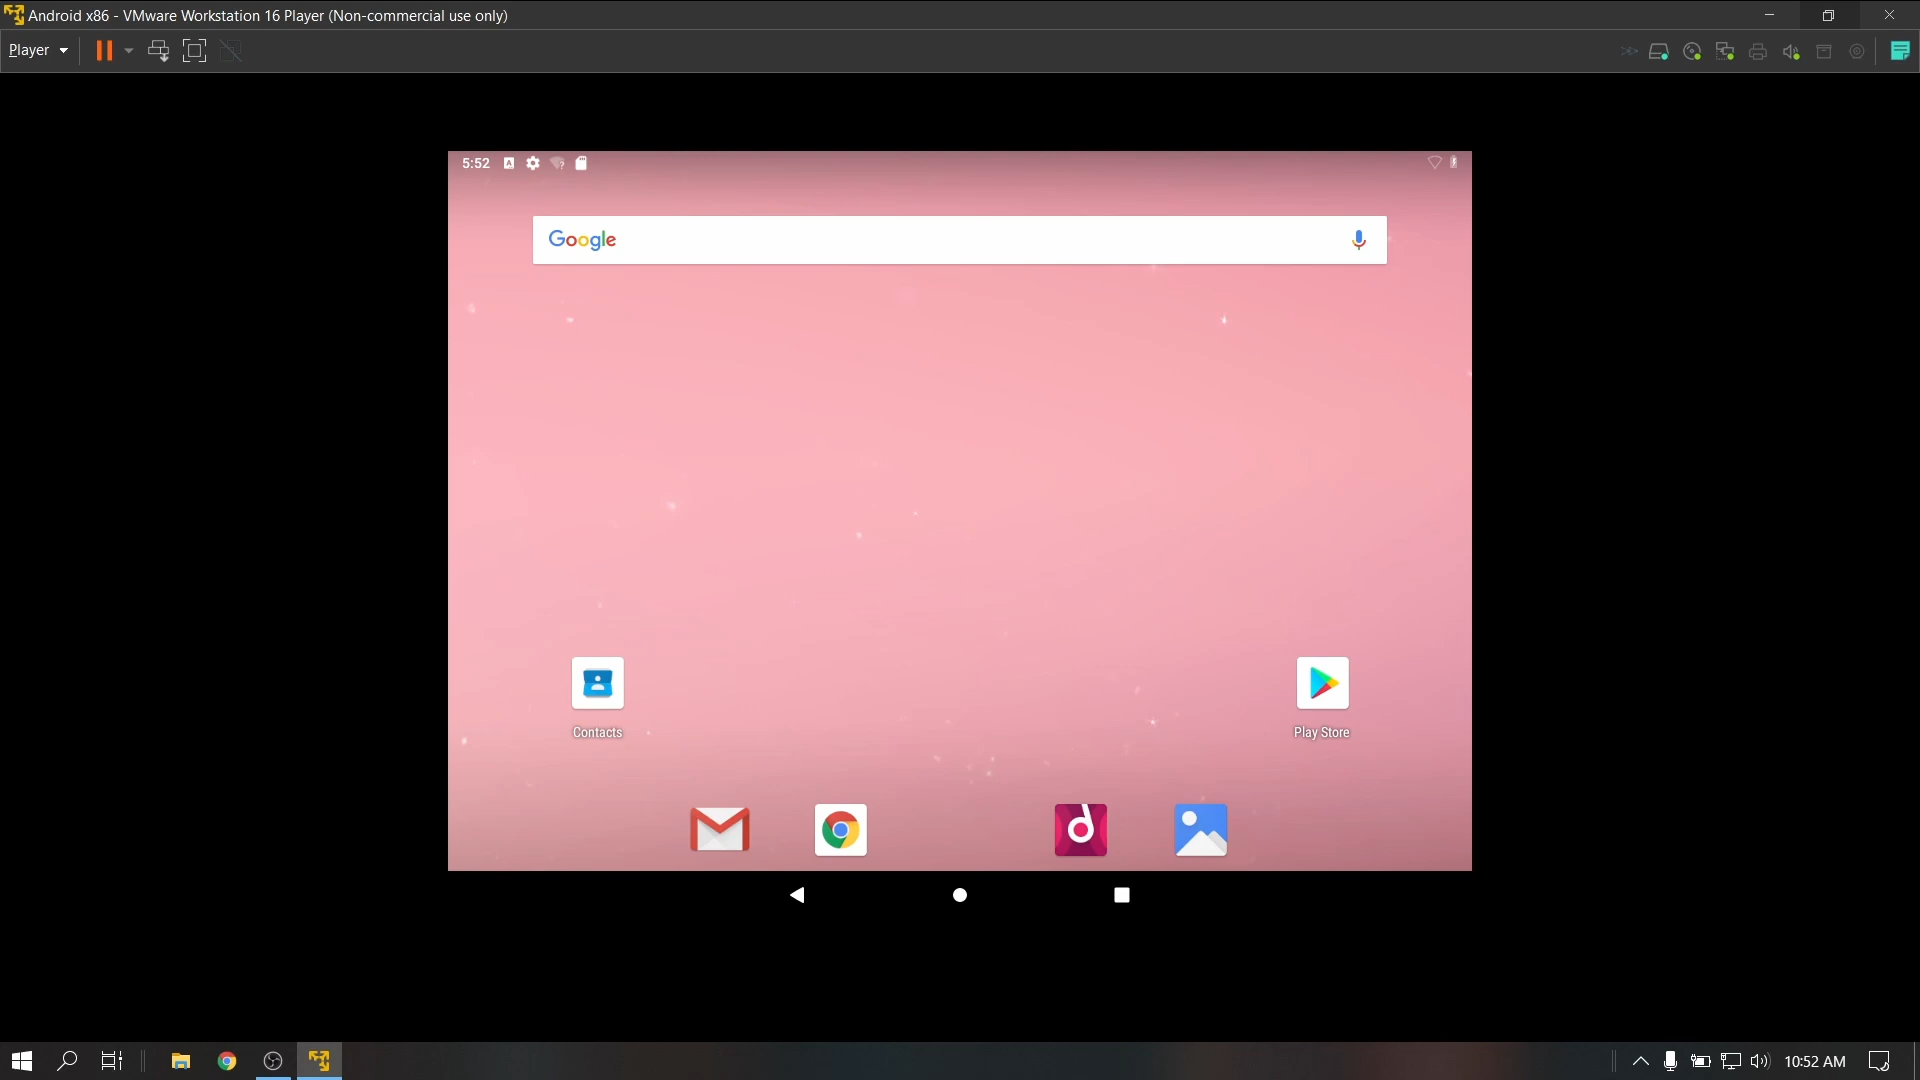 Android x86 - VMware Workstation 16 Player (Non-commercial use only)
Player
5:52
Google
Contacts
Play Store
10:52 AM